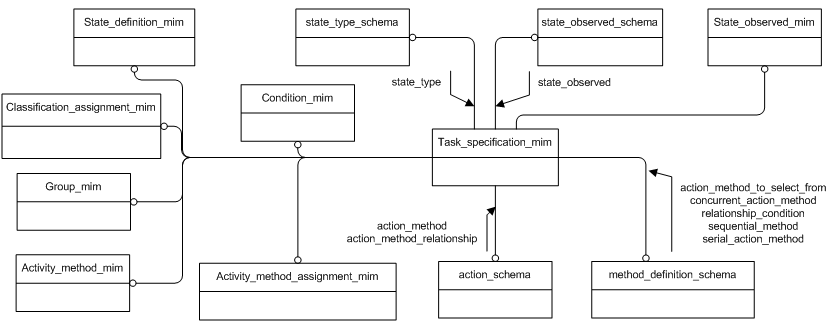 State_definition_mim
state_type_schema
state_observed_schema
State_observed_mim
state_type
state_observed
Classification_assignment_mim
Condition_mim
Task_specification_mim
Group_mim
action_method_to_select_from
concurrent_action_method
relationship_condition
sequential_method
serial_action_method
action_method
action_method_relationship
Activity_method_mim
Activity_method_assignment_mim
action_schema
method_definition_schema